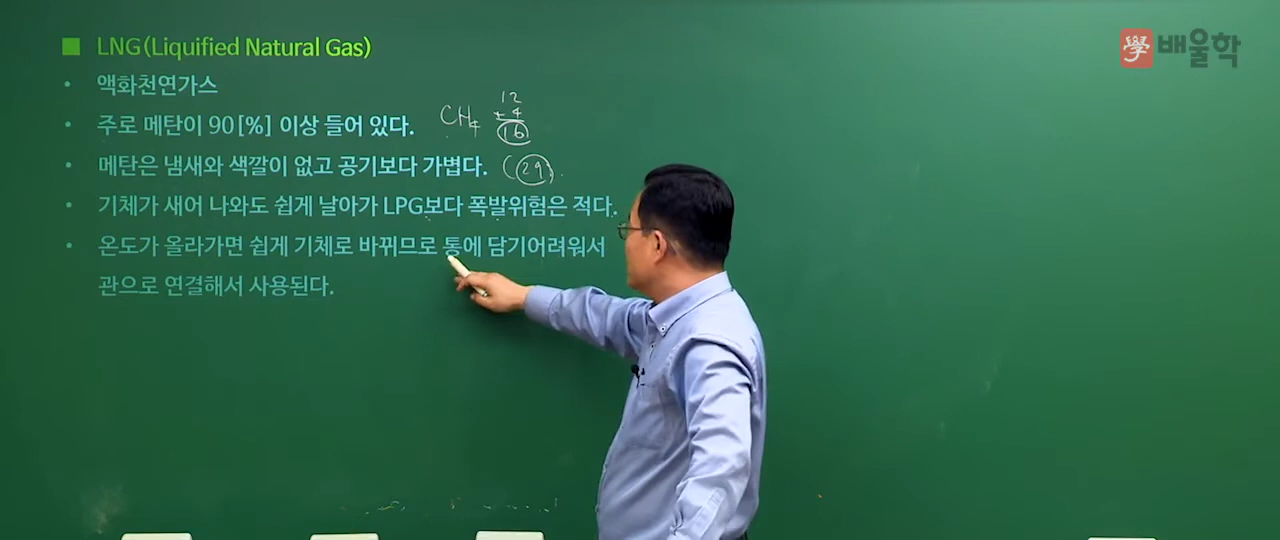 ■ LNG(Liquified Natural Gas)
學 배울학
• 액화천연가스
12
• 주로 메탄이 90[%] 이상 들어 있다. CH₄ + 4
16
• 메탄은 냄새와 색깔이 없고 공기보다 가볍다. (29).
• 기체가 새어 나와도 쉽게 날아가 LPG보다 폭발위험은 적다.
• 온도가 올라가면 쉽게 기체로 바뀌므로 통에 담기어려워서
관으로 연결해서 사용된다.